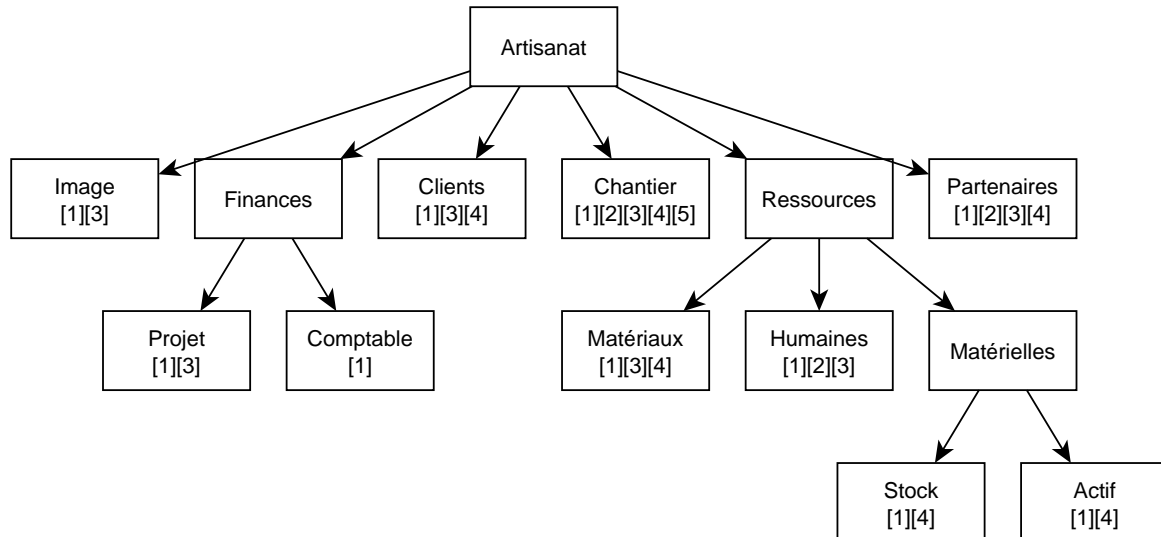 Artisanat
Image
[1][3]
Finances
Clients
[1][3][4]
Chantier
[1][2][3][4][5]
Ressources
Partenaires
[1][2][3][4]
Projet
[1][3]
Comptable
[1]
Matériaux
[1][3][4]
Humaines
[1][2][3]
Matérielles
Stock
[1][4]
Actif
[1][4]